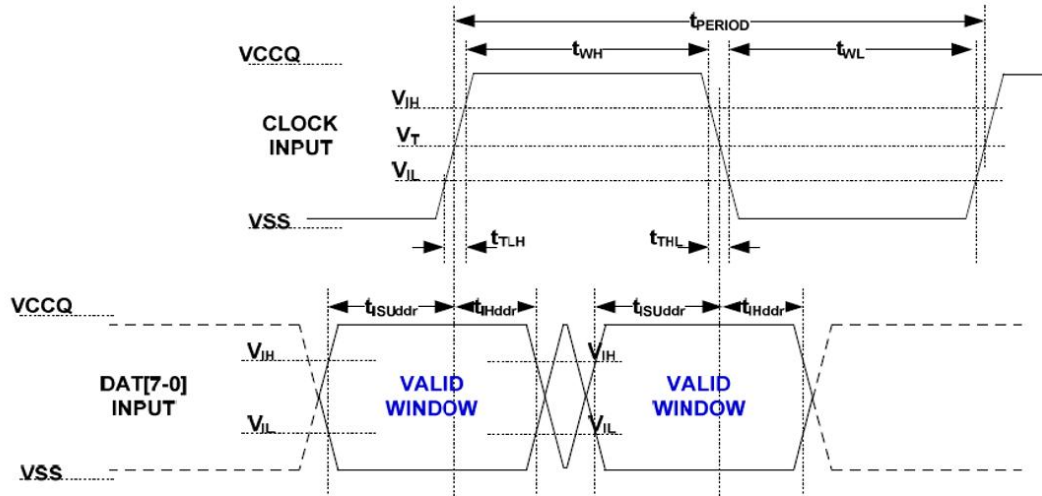 tPERIOD
VCCQ
tWH
tWL
VIH
CLOCK
INPUT
VT
VIL
VSS
tTLH
tTHL
VCCQ
tISUddr
tIHddr
tISUddr
tIHddr
VIH
VIH
DAT[7-0]
INPUT
VALID
WINDOW
VALID
WINDOW
VIL
VIL
VSS